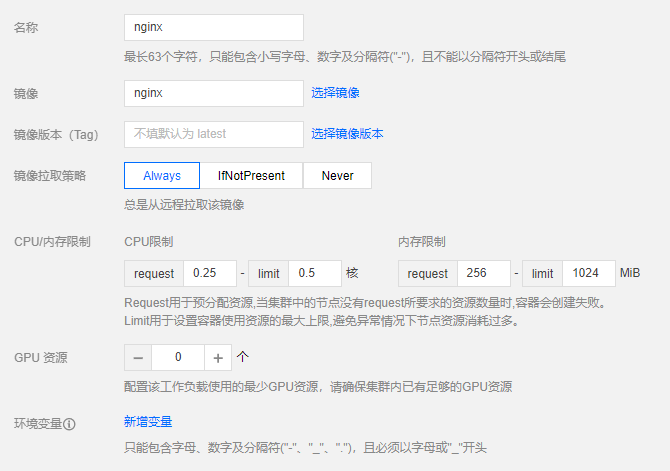 名称 nginx
最长63个字符，只能包含小写字母、数字及分隔符("-")，且不能以分隔符开头或结尾
镜像 nginx 选择镜像
镜像版本（Tag） 不填默认为 latest 选择镜像版本
镜像拉取策略 Always IfNotPresent Never
总是从远程拉取该镜像
CPU/内存限制 CPU限制 内存限制
request 0.25 - limit 0.5 核 request 256 - limit 1024 MiB
Request用于预分配资源,当集群中的节点没有request所要求的资源数量时,容器会创建失败。
Limit用于设置容器使用资源的最大上限,避免异常情况下节点资源消耗过多。
GPU 资源 − 0 + 个
配置该工作负载使用的最少GPU资源，请确保集群内已有足够的GPU资源
环境变量 新增变量
只能包含字母、数字及分隔符("-"、"_"、".")，且必须以字母或"_"开头